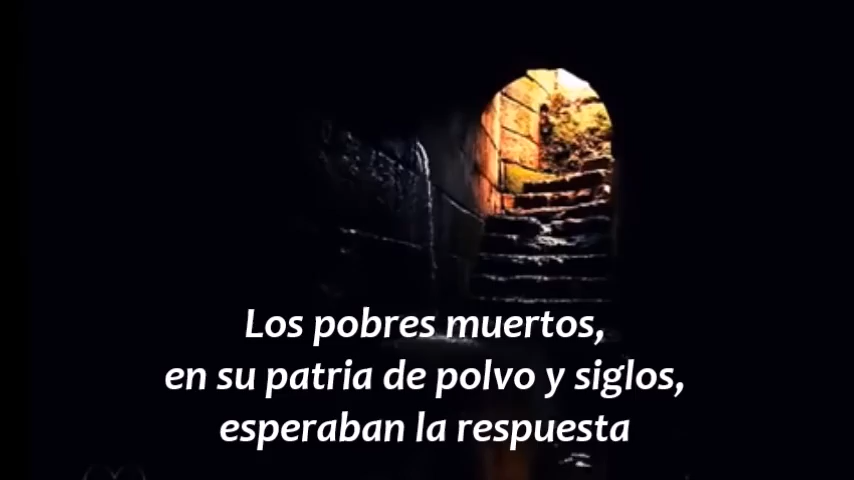 Los pobres muertos,
en su patria de polvo y siglos,
esperaban la respuesta